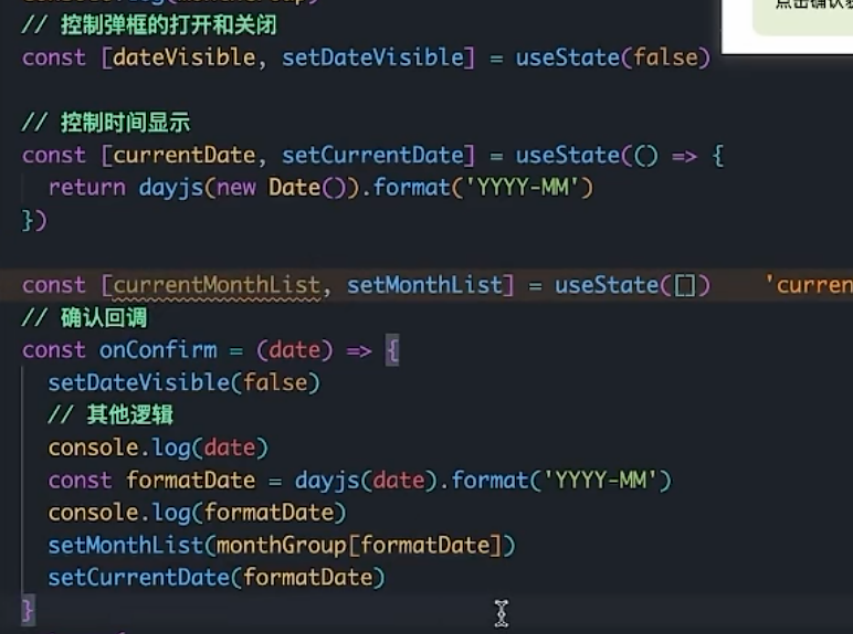 点击确认
// 控制弹框的打开和关闭
const [dateVisible, setDateVisible] = useState(false)
// 控制时间显示
const [currentDate, setCurrentDate] = useState(() => {
return dayjs(new Date()).format('YYYY-MM')
})
const [currentMonthList, setMonthList] = useState([]) 'curren
// 确认回调
const onConfirm = (date) => {
setDateVisible(false)
// 其他逻辑
console.log(date)
const formatDate = dayjs(date).format('YYYY-MM')
console.log(formatDate)
setMonthList(monthGroup[formatDate])
setCurrentDate(formatDate)
}